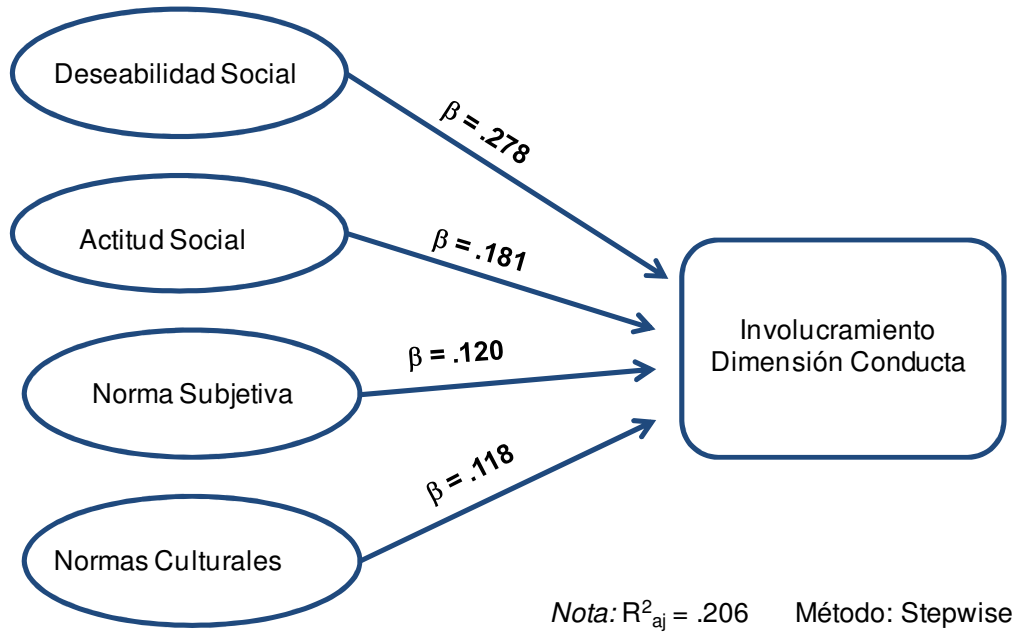 Deseabilidad Social
β = .278
Actitud Social
β = .181
Involucramiento
Dimensión Conducta
Norma Subjetiva
β = .120
Normas Culturales
β = .118
Nota: R²aj = .206 Método: Stepwise